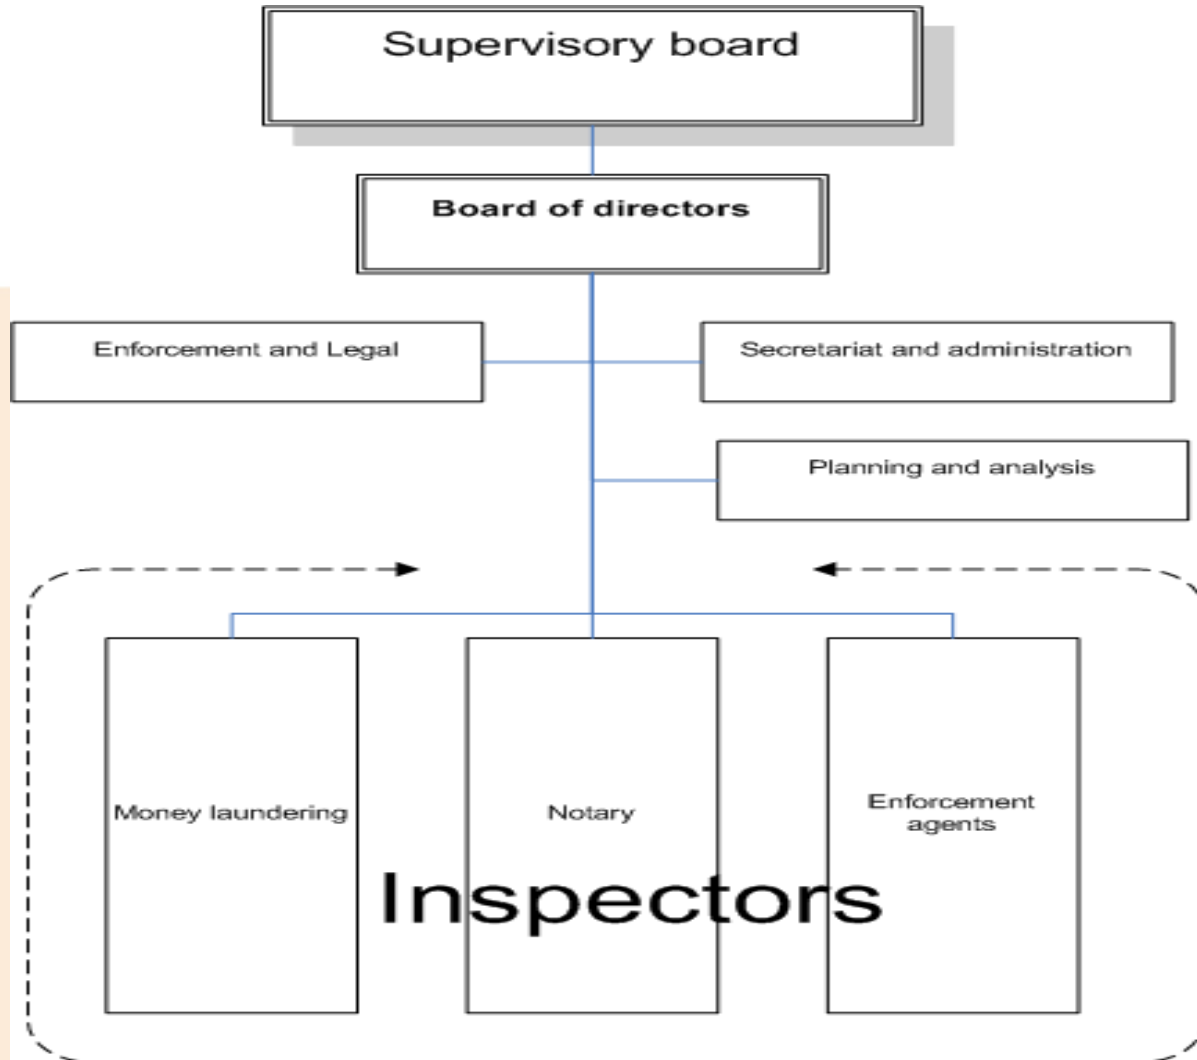 Supervisory board
Board of directors
Enforcement and Legal
Secretariat and administration
Planning and analysis
Money laundering
Notary
Enforcement
agents
Inspectors